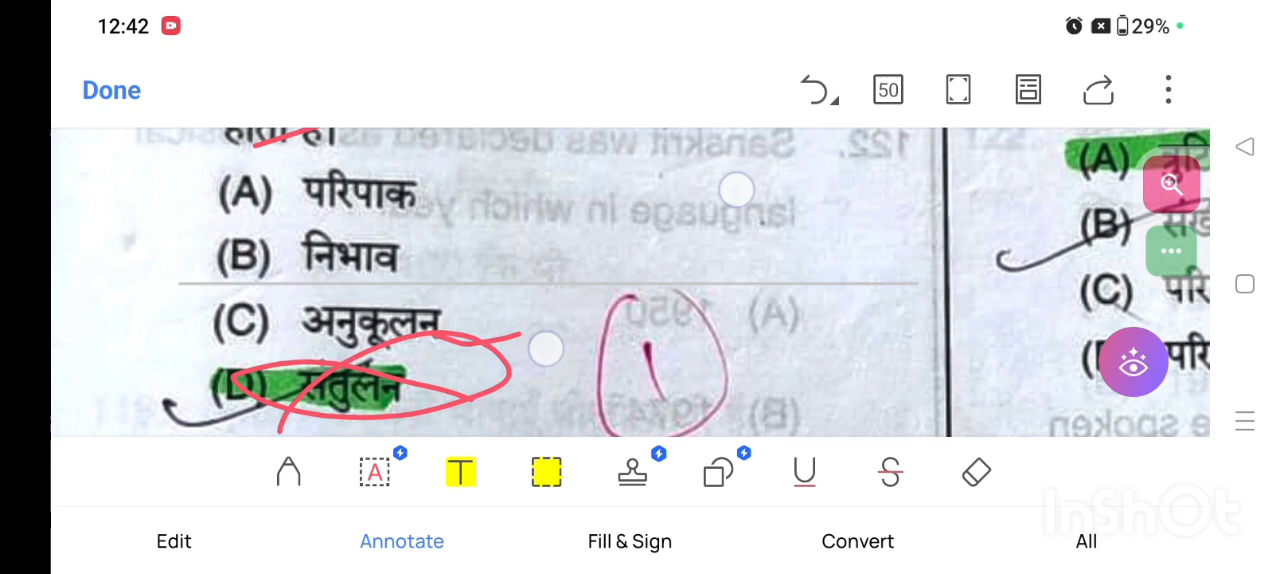 12:42
29%
Done
50
होता है।
122. Sanskrit was declared as
(A)
(A) परिपाक
language in which year
(B)
(B) निभाव
(C) परि
(A) 1950
(C) अनुकूलन
परि
(D) संतुलन
(B) 1974
spoken
A
T
U
S
Edit Annotate Fill & Sign Convert All
InShOt